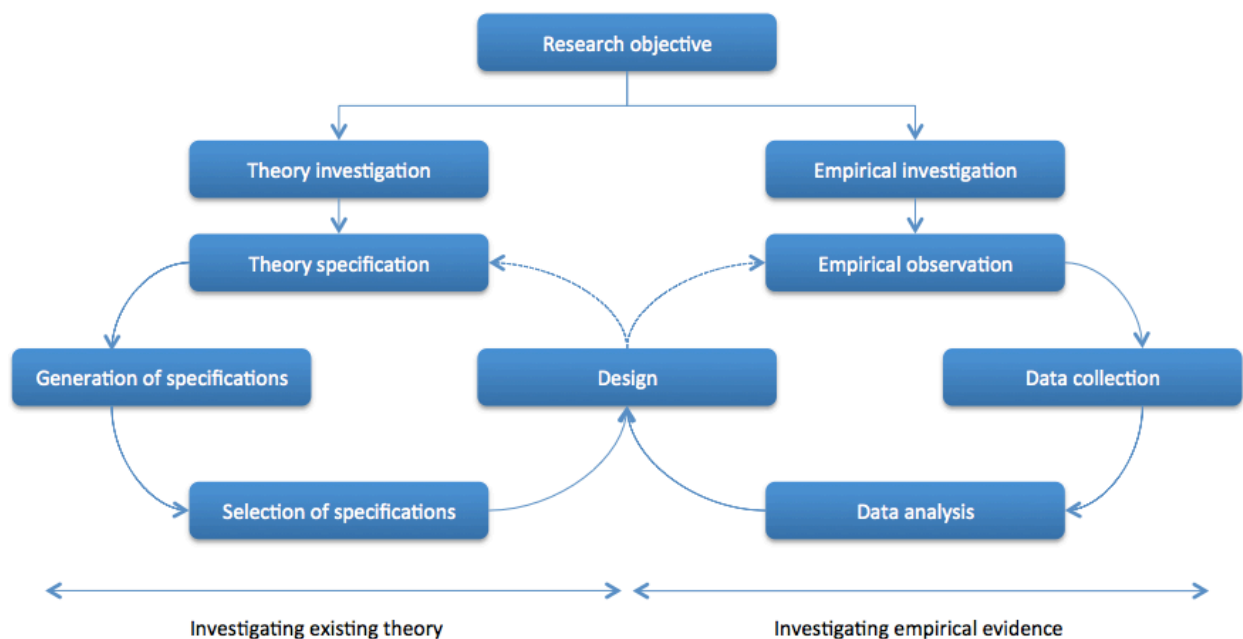 Research objective
Theory investigation
Empirical investigation
Theory specification
Empirical observation
Generation of specifications
Design
Data collection
Selection of specifications
Data analysis
Investigating existing theory
Investigating empirical evidence